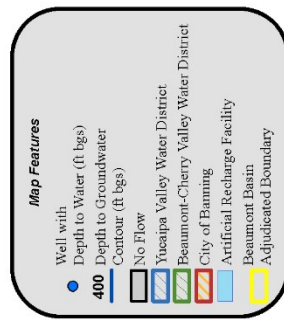 Map Features
Well with
Depth to Water (ft bgs)
400
Depth to Groundwater
Contour (ft bgs)
No Flow
Yucaipa Valley Water District
Beaumont-Cherry Valley Water District
City of Banning
Artificial Recharge Facility
Beaumont Basin
Adjudicated Boundary